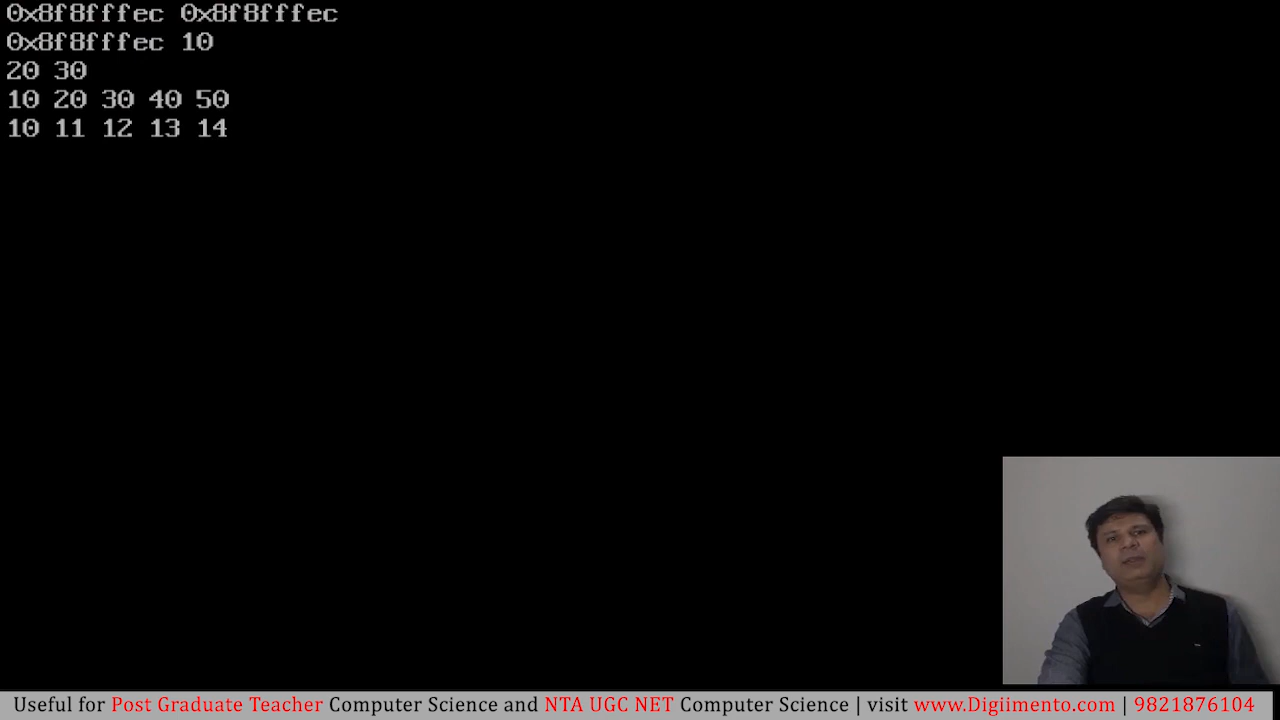 0x8f8fffec 0x8f8fffec
0x8f8fffec 10
20 30
10 20 30 40 50
10 11 12 13 14
Useful for Post Graduate Teacher Computer Science and NTA UGC NET Computer Science | visit www.Digiimento.com | 9821876104